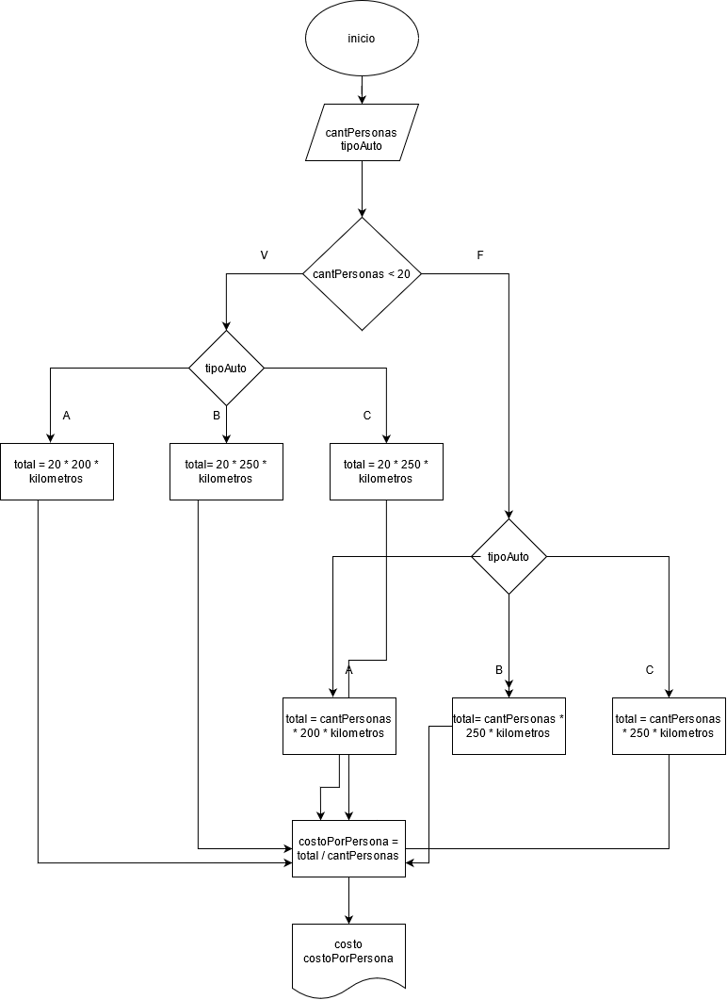 inicio
cantPersonas
tipoAuto
V
F
cantPersonas < 20
tipoAuto
A
B
C
total = 20 * 200 *
kilometros
total= 20 * 250 *
kilometros
total = 20 * 250 *
kilometros
tipoAuto
A
B
C
total = cantPersonas
* 200 * kilometros
total= cantPersonas *
250 * kilometros
total = cantPersonas
* 250 * kilometros
costoPorPersona =
total / cantPersonas
costo
costoPorPersona